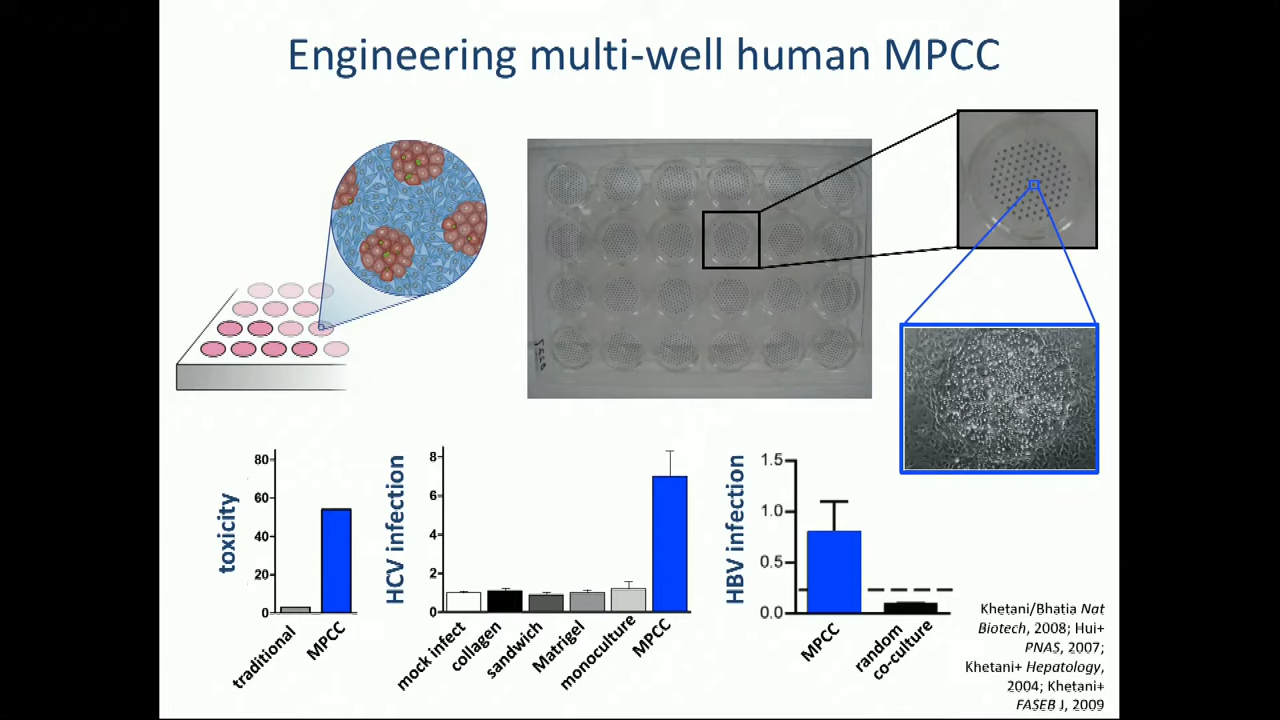 Engineering multi-well human MPCC
toxicity
80
60
40
20
0
traditional
MPCC
HCV infection
8
6
4
2
0
mock infect
collagen
sandwich
Matrigel
monoculture
MPCC
HBV infection
1.5
1.0
0.5
0.0
MPCC
random
co-culture
Khetani/Bhatia Nat
Biotech, 2008; Hui+
PNAS, 2007;
Khetani+ Hepatology,
2004; Khetani+
FASEB J, 2009